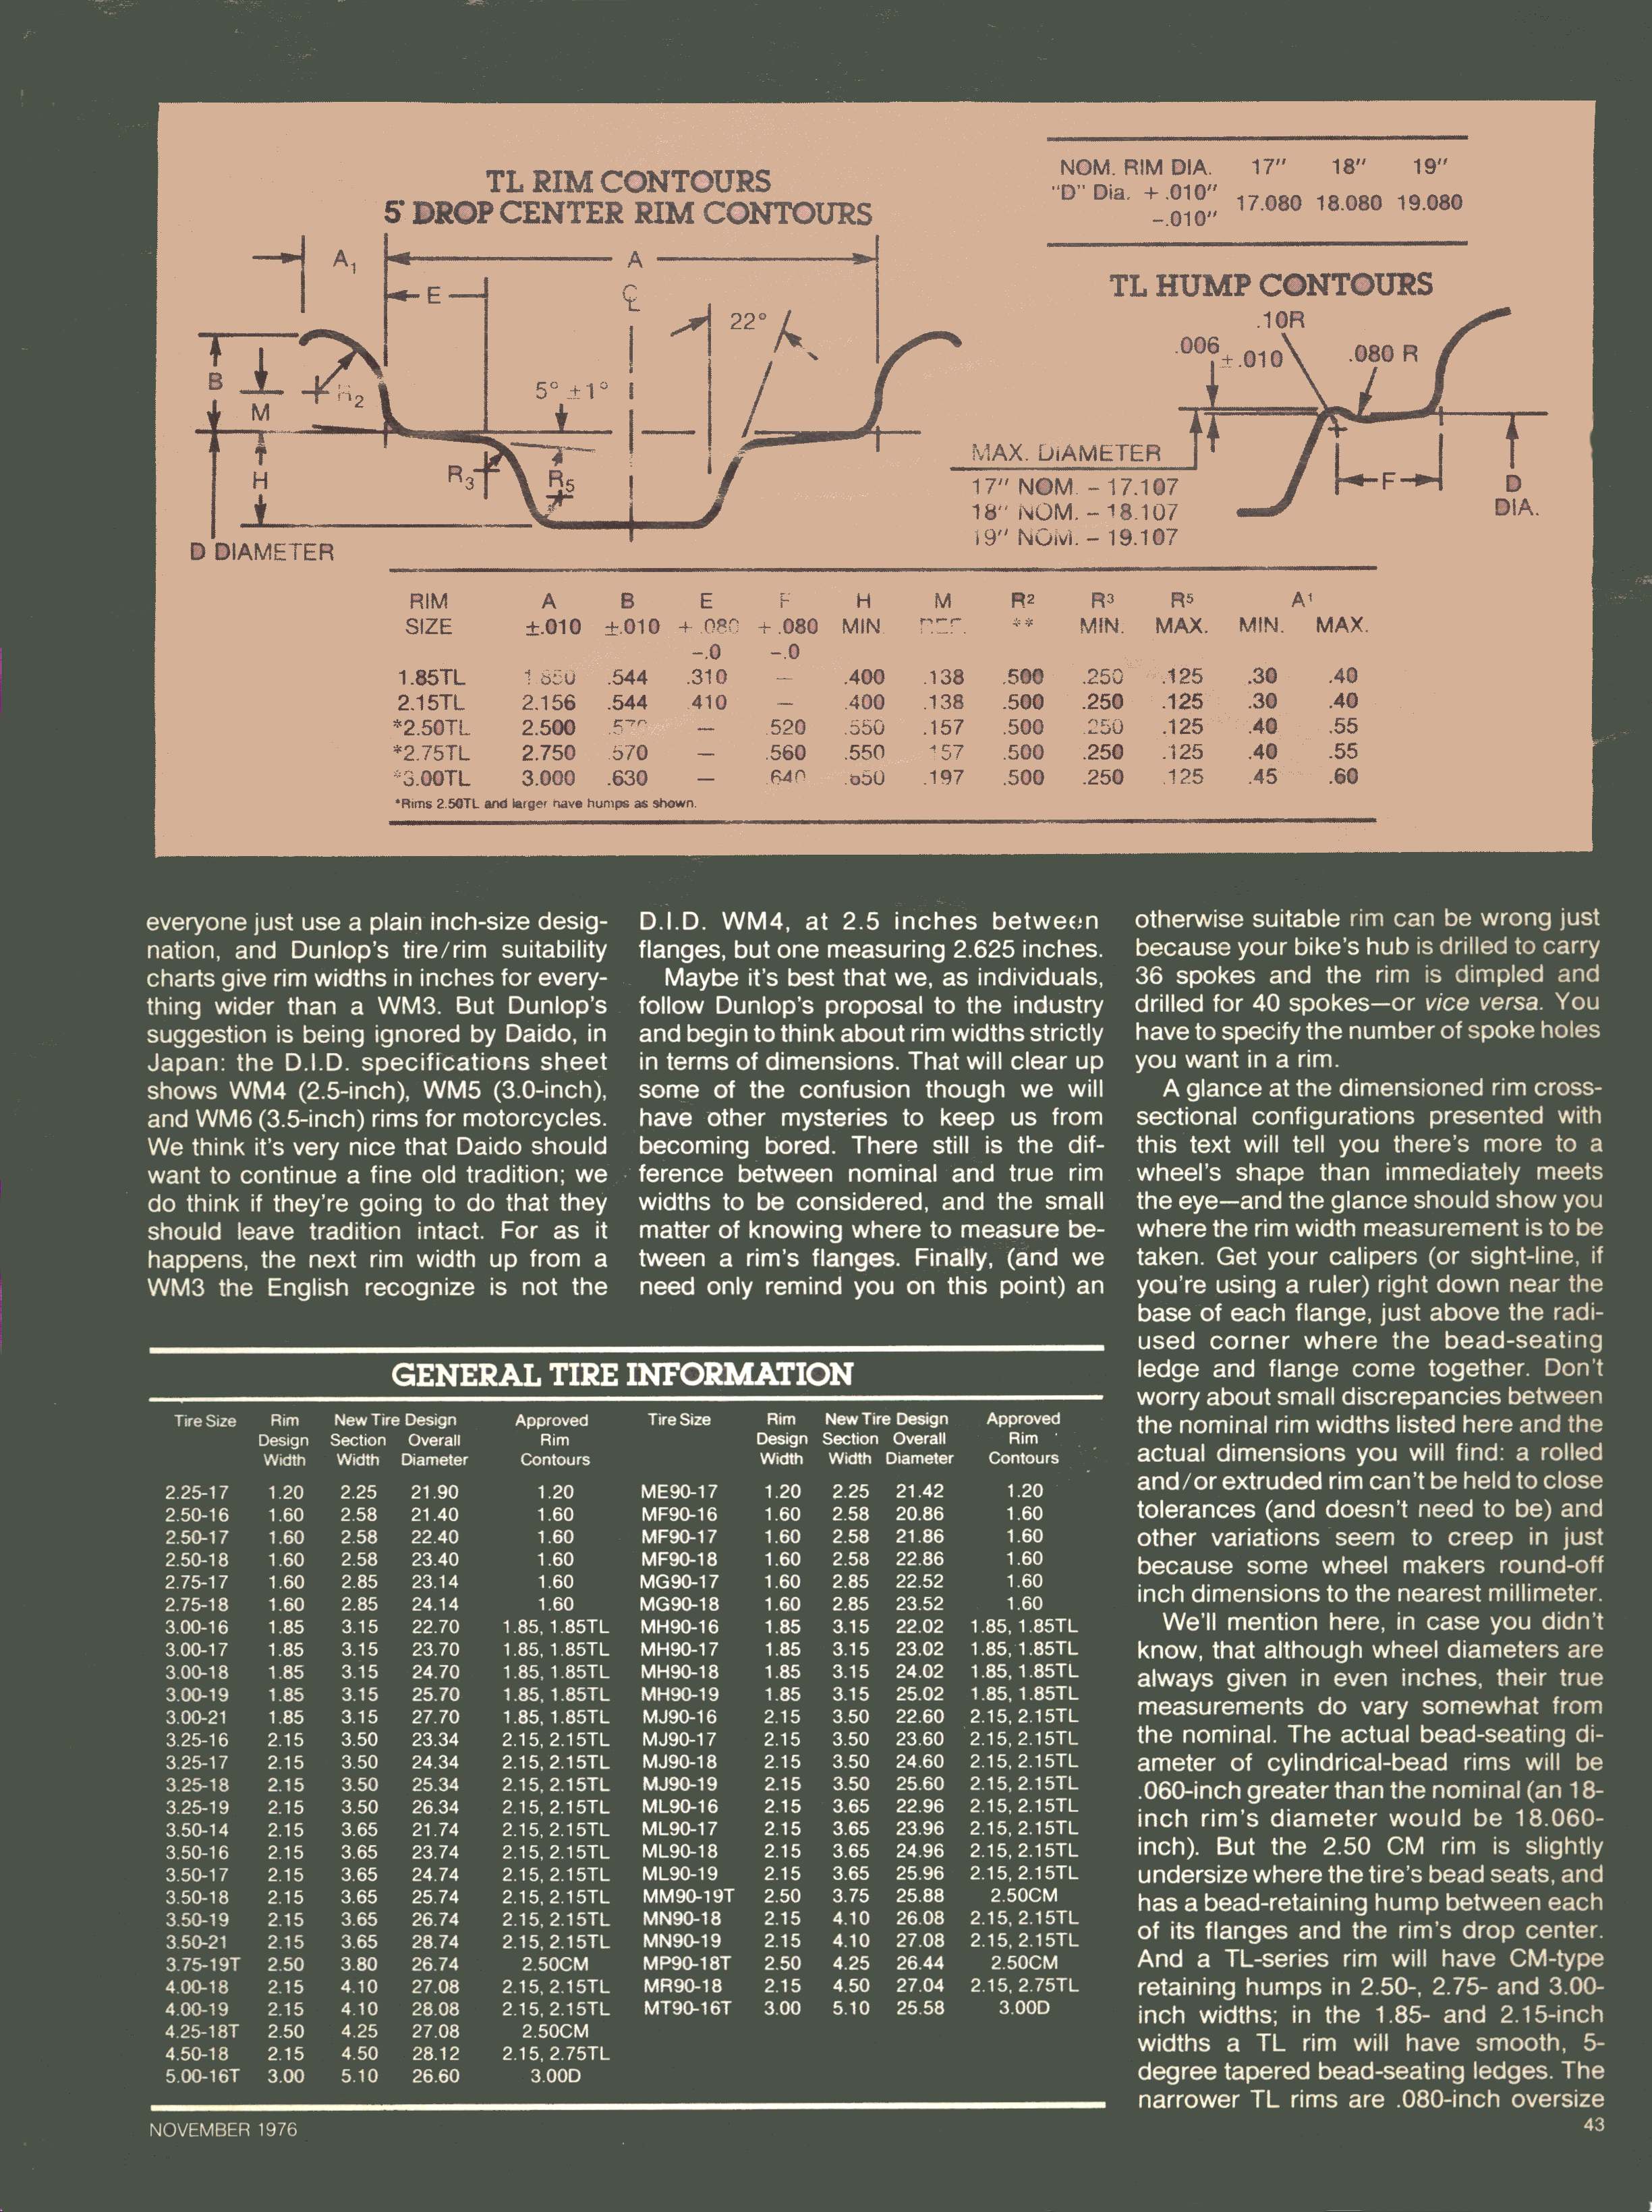 TL RIM CONTOURS
5° DROP CENTER RIM CONTOURS
NOM. RIM DIA. 17″ 18″ 19″
"D" Dia. + .010″
−.010″ 17.080 18.080 19.080
A1
A
E
℄
22°
B
M
R2
5° ±1°
H
R3
R5
D DIAMETER
TL HUMP CONTOURS
.10R
.006 ±.010
.080 R
MAX. DIAMETER
17″ NOM. – 17.107
18″ NOM. – 18.107
19″ NOM. – 19.107
F
D
DIA.
RIM A B E F H M R2 R3 R5 A1
SIZE ±.010 ±.010 + .080 + .080 MIN. REF. ** MIN. MAX. MIN. MAX.
−.0 −.0
1.85TL 1.850 .544 .310 — .400 .138 .500 .250 .125 .30 .40
2.15TL 2.156 .544 .410 — .400 .138 .500 .250 .125 .30 .40
*2.50TL 2.500 .570 — .520 .550 .157 .500 .250 .125 .40 .55
*2.75TL 2.750 .570 — .560 .550 .157 .500 .250 .125 .40 .55
*3.00TL 3.000 .630 — .640 .650 .197 .500 .250 .125 .45 .60
*Rims 2.50TL and larger have humps as shown.
everyone just use a plain inch-size desig-
nation, and Dunlop's tire/rim suitability
charts give rim widths in inches for every-
thing wider than a WM3. But Dunlop's
suggestion is being ignored by Daido, in
Japan: the D.I.D. specifications sheet
shows WM4 (2.5-inch), WM5 (3.0-inch),
and WM6 (3.5-inch) rims for motorcycles.
We think it's very nice that Daido should
want to continue a fine old tradition; we
do think if they're going to do that they
should leave tradition intact. For as it
happens, the next rim width up from a
WM3 the English recognize is not the
D.I.D. WM4, at 2.5 inches between
flanges, but one measuring 2.625 inches.
Maybe it's best that we, as individuals,
follow Dunlop's proposal to the industry
and begin to think about rim widths strictly
in terms of dimensions. That will clear up
some of the confusion though we will
have other mysteries to keep us from
becoming bored. There still is the dif-
ference between nominal and true rim
widths to be considered, and the small
matter of knowing where to measure be-
tween a rim's flanges. Finally, (and we
need only remind you on this point) an
otherwise suitable rim can be wrong just
because your bike's hub is drilled to carry
36 spokes and the rim is dimpled and
drilled for 40 spokes—or vice versa. You
have to specify the number of spoke holes
you want in a rim.
A glance at the dimensioned rim cross-
sectional configurations presented with
this text will tell you there's more to a
wheel's shape than immediately meets
the eye—and the glance should show you
where the rim width measurement is to be
taken. Get your calipers (or sight-line, if
you're using a ruler) right down near the
base of each flange, just above the radi-
used corner where the bead-seating
ledge and flange come together. Don't
worry about small discrepancies between
the nominal rim widths listed here and the
actual dimensions you will find: a rolled
and/or extruded rim can't be held to close
tolerances (and doesn't need to be) and
other variations seem to creep in just
because some wheel makers round-off
inch dimensions to the nearest millimeter.
We'll mention here, in case you didn't
know, that although wheel diameters are
always given in even inches, their true
measurements do vary somewhat from
the nominal. The actual bead-seating di-
ameter of cylindrical-bead rims will be
.060-inch greater than the nominal (an 18-
inch rim's diameter would be 18.060-
inch). But the 2.50 CM rim is slightly
undersize where the tire's bead seats, and
has a bead-retaining hump between each
of its flanges and the rim's drop center.
And a TL-series rim will have CM-type
retaining humps in 2.50-, 2.75- and 3.00-
inch widths; in the 1.85- and 2.15-inch
widths a TL rim will have smooth, 5-
degree tapered bead-seating ledges. The
narrower TL rims are .080-inch oversize
GENERAL TIRE INFORMATION
Tire Size Rim New Tire Design Approved Tire Size Rim New Tire Design Approved
Design Section Overall Rim Design Section Overall Rim
Width Width Diameter Contours Width Width Diameter Contours
2.25-17 1.20 2.25 21.90 1.20 ME90-17 1.20 2.25 21.42 1.20
2.50-16 1.60 2.58 21.40 1.60 MF90-16 1.60 2.58 20.86 1.60
2.50-17 1.60 2.58 22.40 1.60 MF90-17 1.60 2.58 21.86 1.60
2.50-18 1.60 2.58 23.40 1.60 MF90-18 1.60 2.58 22.86 1.60
2.75-17 1.60 2.85 23.14 1.60 MG90-17 1.60 2.85 22.52 1.60
2.75-18 1.60 2.85 24.14 1.60 MG90-18 1.60 2.85 23.52 1.60
3.00-16 1.85 3.15 22.70 1.85, 1.85TL MH90-16 1.85 3.15 22.02 1.85, 1.85TL
3.00-17 1.85 3.15 23.70 1.85, 1.85TL MH90-17 1.85 3.15 23.02 1.85, 1.85TL
3.00-18 1.85 3.15 24.70 1.85, 1.85TL MH90-18 1.85 3.15 24.02 1.85, 1.85TL
3.00-19 1.85 3.15 25.70 1.85, 1.85TL MH90-19 1.85 3.15 25.02 1.85, 1.85TL
3.00-21 1.85 3.15 27.70 1.85, 1.85TL MJ90-16 2.15 3.50 22.60 2.15, 2.15TL
3.25-16 2.15 3.50 23.34 2.15, 2.15TL MJ90-17 2.15 3.50 23.60 2.15, 2.15TL
3.25-17 2.15 3.50 24.34 2.15, 2.15TL MJ90-18 2.15 3.50 24.60 2.15, 2.15TL
3.25-18 2.15 3.50 25.34 2.15, 2.15TL MJ90-19 2.15 3.50 25.60 2.15, 2.15TL
3.25-19 2.15 3.50 26.34 2.15, 2.15TL ML90-16 2.15 3.65 22.96 2.15, 2.15TL
3.50-14 2.15 3.65 21.74 2.15, 2.15TL ML90-17 2.15 3.65 23.96 2.15, 2.15TL
3.50-16 2.15 3.65 23.74 2.15, 2.15TL ML90-18 2.15 3.65 24.96 2.15, 2.15TL
3.50-17 2.15 3.65 24.74 2.15, 2.15TL ML90-19 2.15 3.65 25.96 2.15, 2.15TL
3.50-18 2.15 3.65 25.74 2.15, 2.15TL MM90-19T 2.50 3.75 25.88 2.50CM
3.50-19 2.15 3.65 26.74 2.15, 2.15TL MN90-18 2.15 4.10 26.08 2.15, 2.15TL
3.50-21 2.15 3.65 28.74 2.15, 2.15TL MN90-19 2.15 4.10 27.08 2.15, 2.15TL
3.75-19T 2.50 3.80 26.74 2.50CM MP90-18T 2.50 4.25 26.44 2.50CM
4.00-18 2.15 4.10 27.08 2.15, 2.15TL MR90-18 2.15 4.50 27.04 2.15, 2.75TL
4.00-19 2.15 4.10 28.08 2.15, 2.15TL MT90-16T 3.00 5.10 25.58 3.00D
4.25-18T 2.50 4.25 27.08 2.50CM
4.50-18 2.15 4.50 28.12 2.15, 2.75TL
5.00-16T 3.00 5.10 26.60 3.00D
NOVEMBER 1976
43